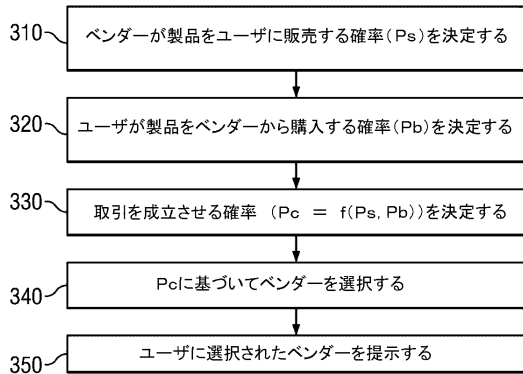 310
ベンダーが製品をユーザに販売する確率(Ps)を決定する
320
ユーザが製品をベンダーから購入する確率(Pb)を決定する
330
取引を成立させる確率 (Pc = f(Ps, Pb))を決定する
340
Pcに基づいてベンダーを選択する
350
ユーザに選択されたベンダーを提示する